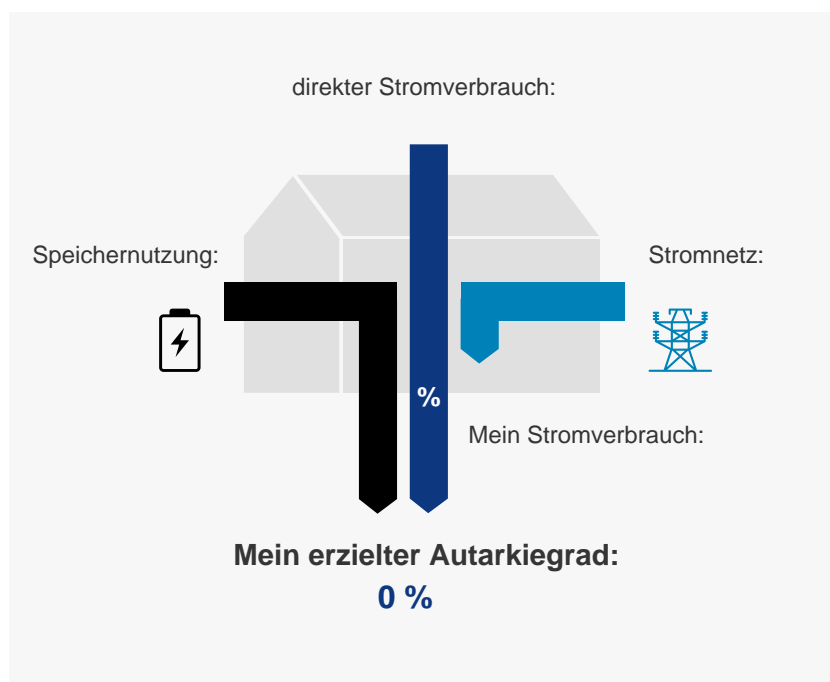 direkter Stromverbrauch:
Speichernutzung:
Stromnetz:
%
Mein Stromverbrauch:
Mein erzielter Autarkiegrad:
0 %